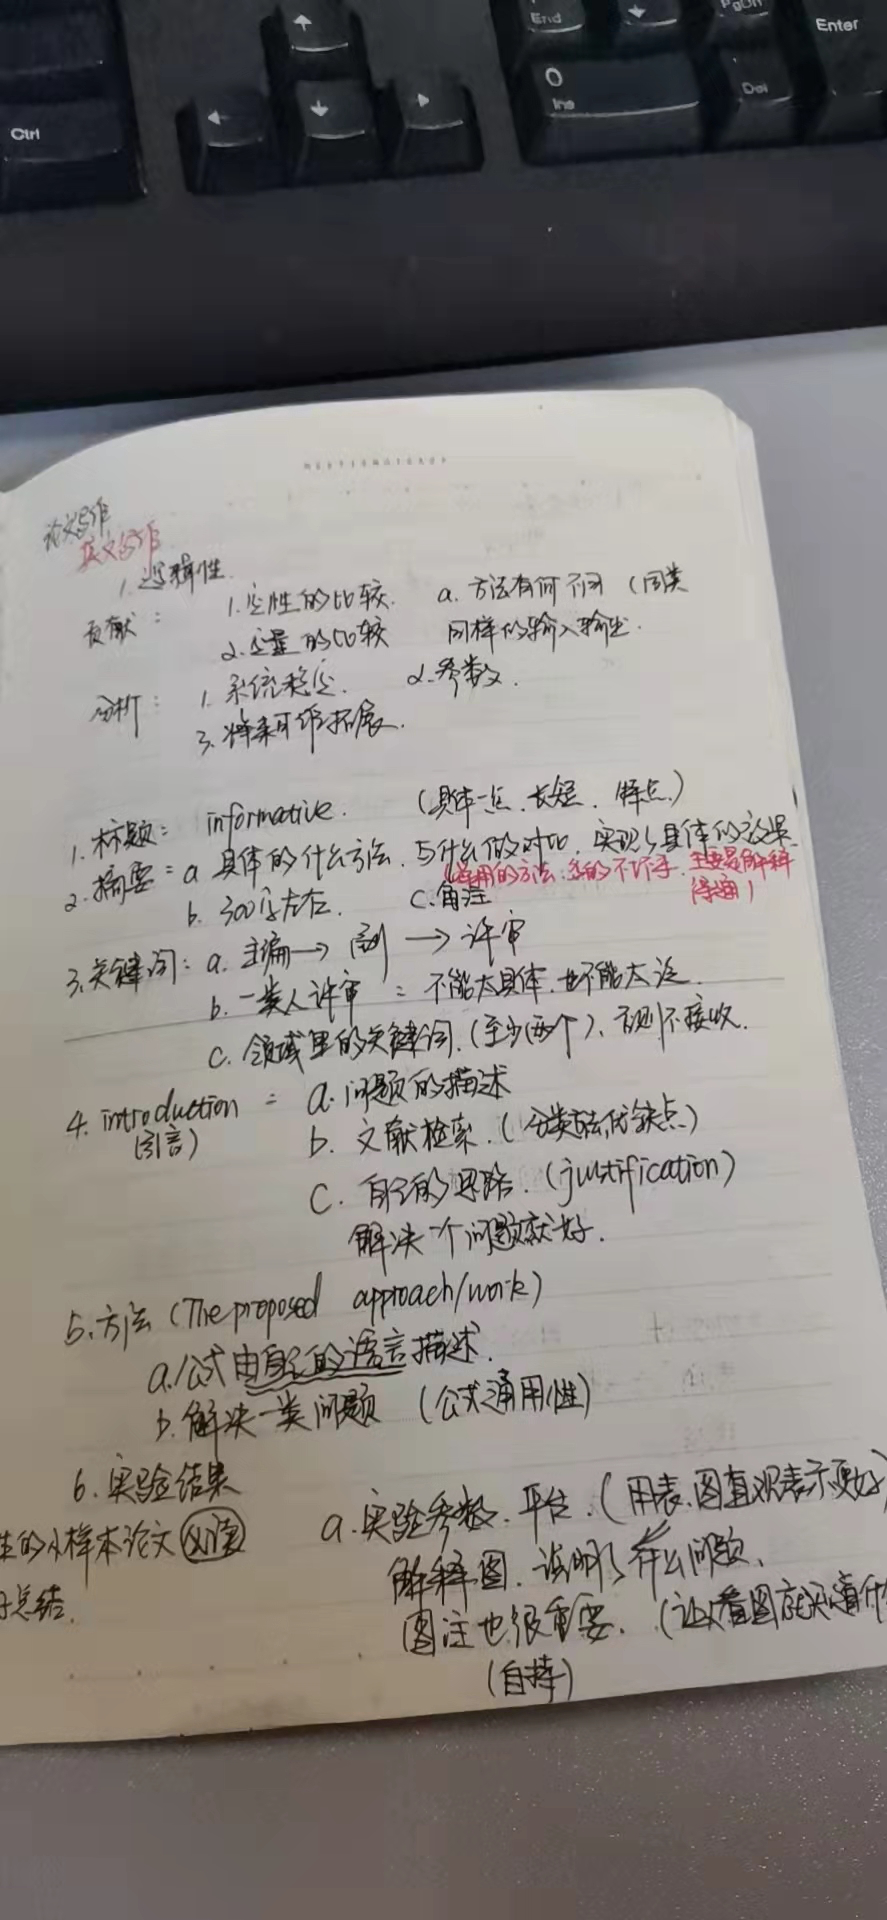 End
PgDn
Enter
0
Ins
Del
Ctrl
论文写作
英文写作
1.逻辑性.
贡献: 1.定性的比较. a.方法有何不同 (同类
2.定量的比较 同样的输入输出.
分析: 1.系统稳定. 2.参数.
3.将来可作拓展.
1.标题: informative. (具体一点.长短.特点.)
2.摘要: a 具体的什么方法.与什么做对比.实现了具体的效果.
(常用的方法:多的不行.主要是解释
得通)
b. 300字左右. C.备注
3.关键词: a.主编→副→评审
b.一类人评审:不能太具体.也不能太泛.
C.领域里的关键词.(至少两个)、否则不接收.
4. introduction = a.问题的描述
(引言) b.文献检索.(分类方法优缺点)
C.自己的思路.(justification)
解决一个问题就好.
5.方法 (The proposed approach/work)
a.公式由自己的语言描述.
b.解决一类问题 (公式通用性)
6.实验结果
的小样本论文 a.实验参数.平台.(用表.图直观表示更好)
总结. 解释图.说明了什么问题、
图注也很重要.(让人看图就知道什